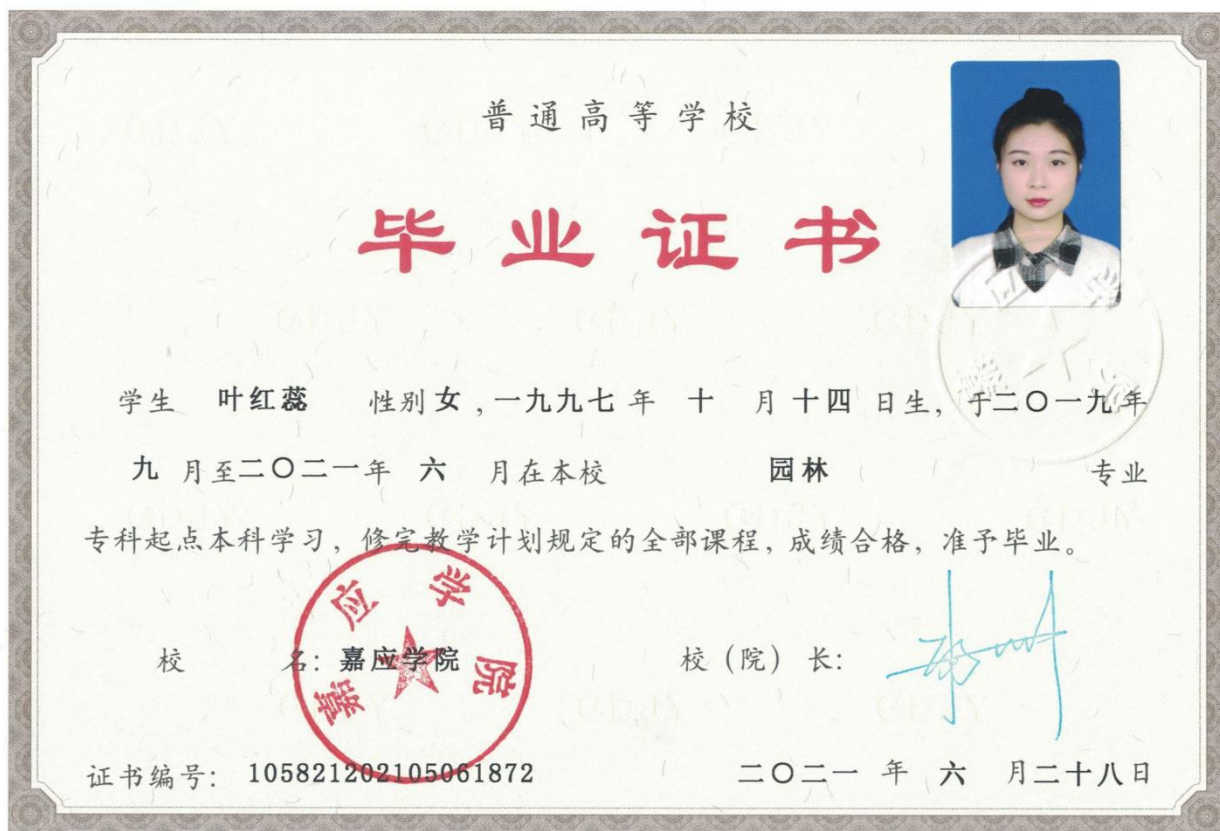 普通高等学校
毕业证书
学生 叶红蕊 性别女,一九九七年 十 月十四日生,于二〇一九年
九 月至二〇二一年 六 月在本校 园林 专业
专科起点本科学习,修完教学计划规定的全部课程,成绩合格,准予毕业。
校 名:嘉应学院 校(院)长:
嘉应学院
证书编号:105821202105061872 二〇二一 年 六 月二十八日